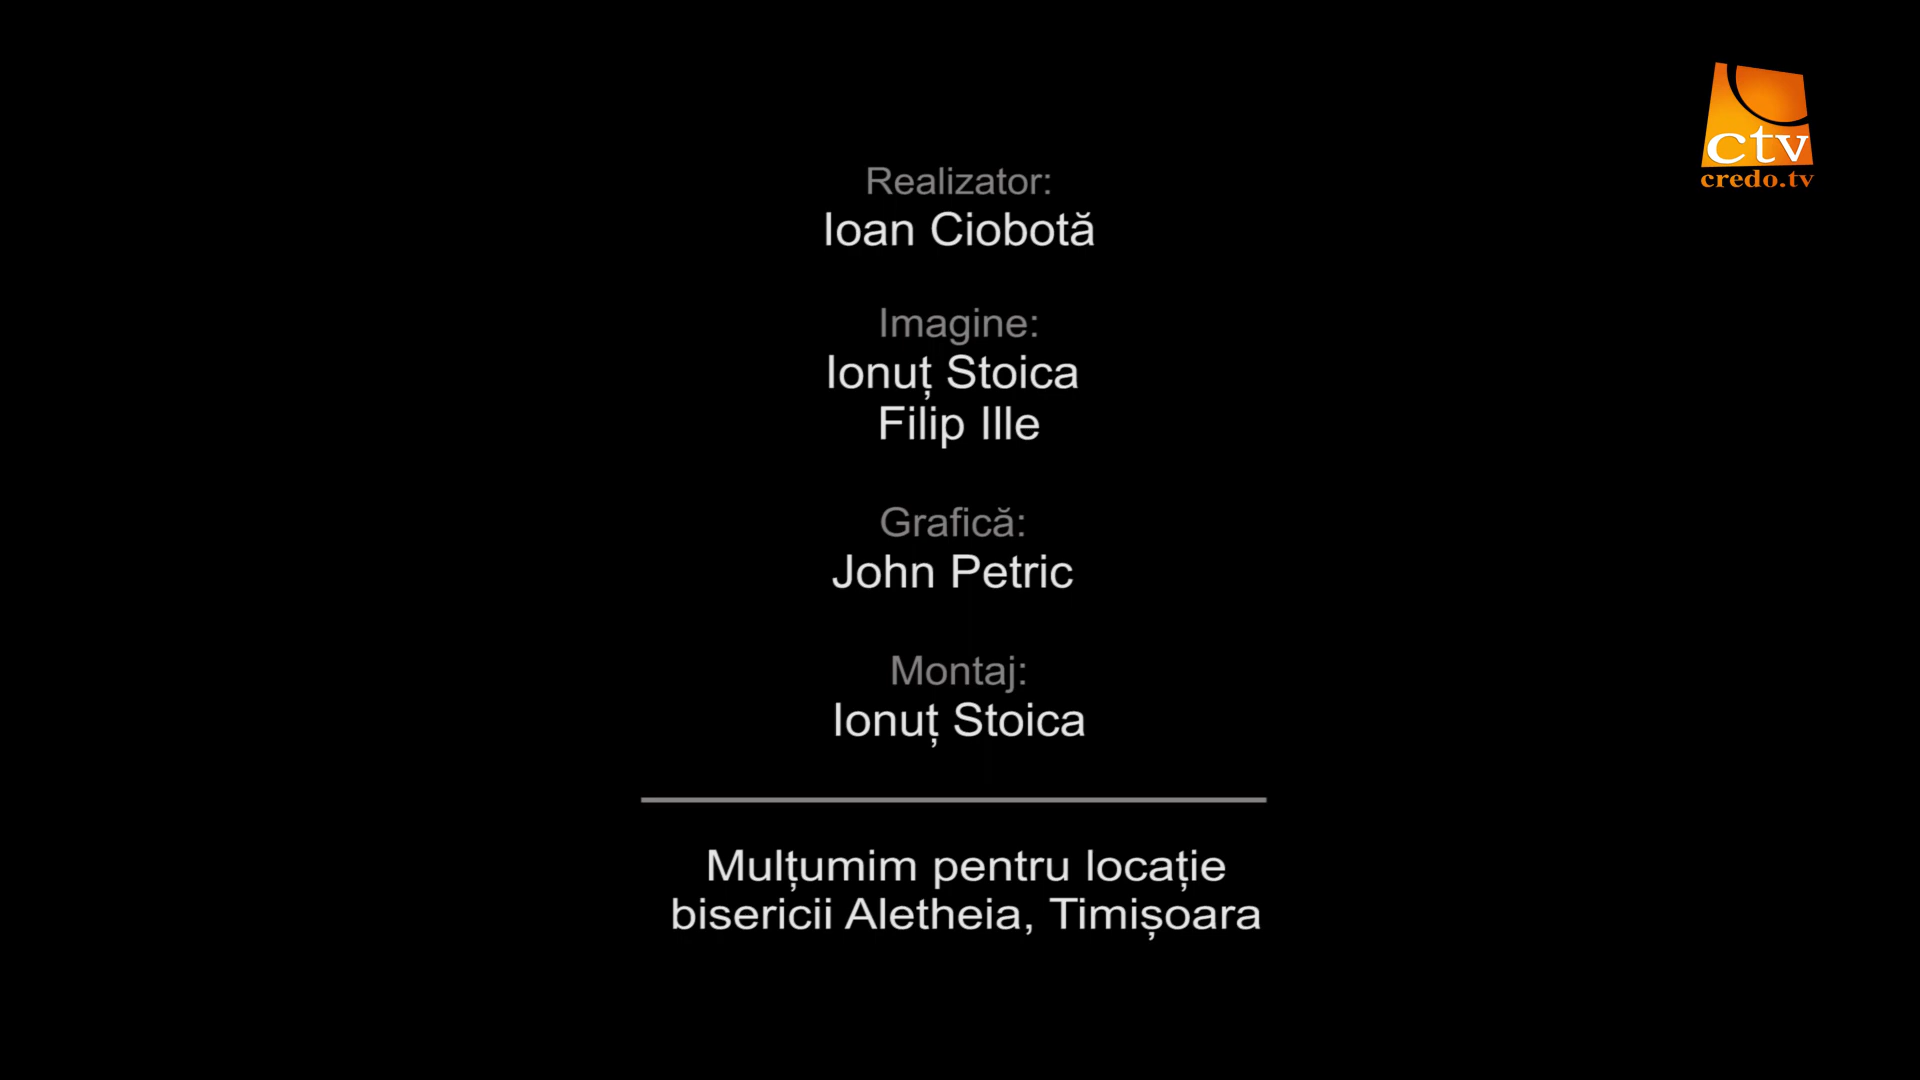 ctv
credo.tv
Realizator:
Ioan Ciobotă
Imagine:
Ionuț Stoica
Filip Ille
Grafică:
John Petric
Montaj:
Ionuț Stoica
Mulțumim pentru locație
bisericii Aletheia, Timișoara